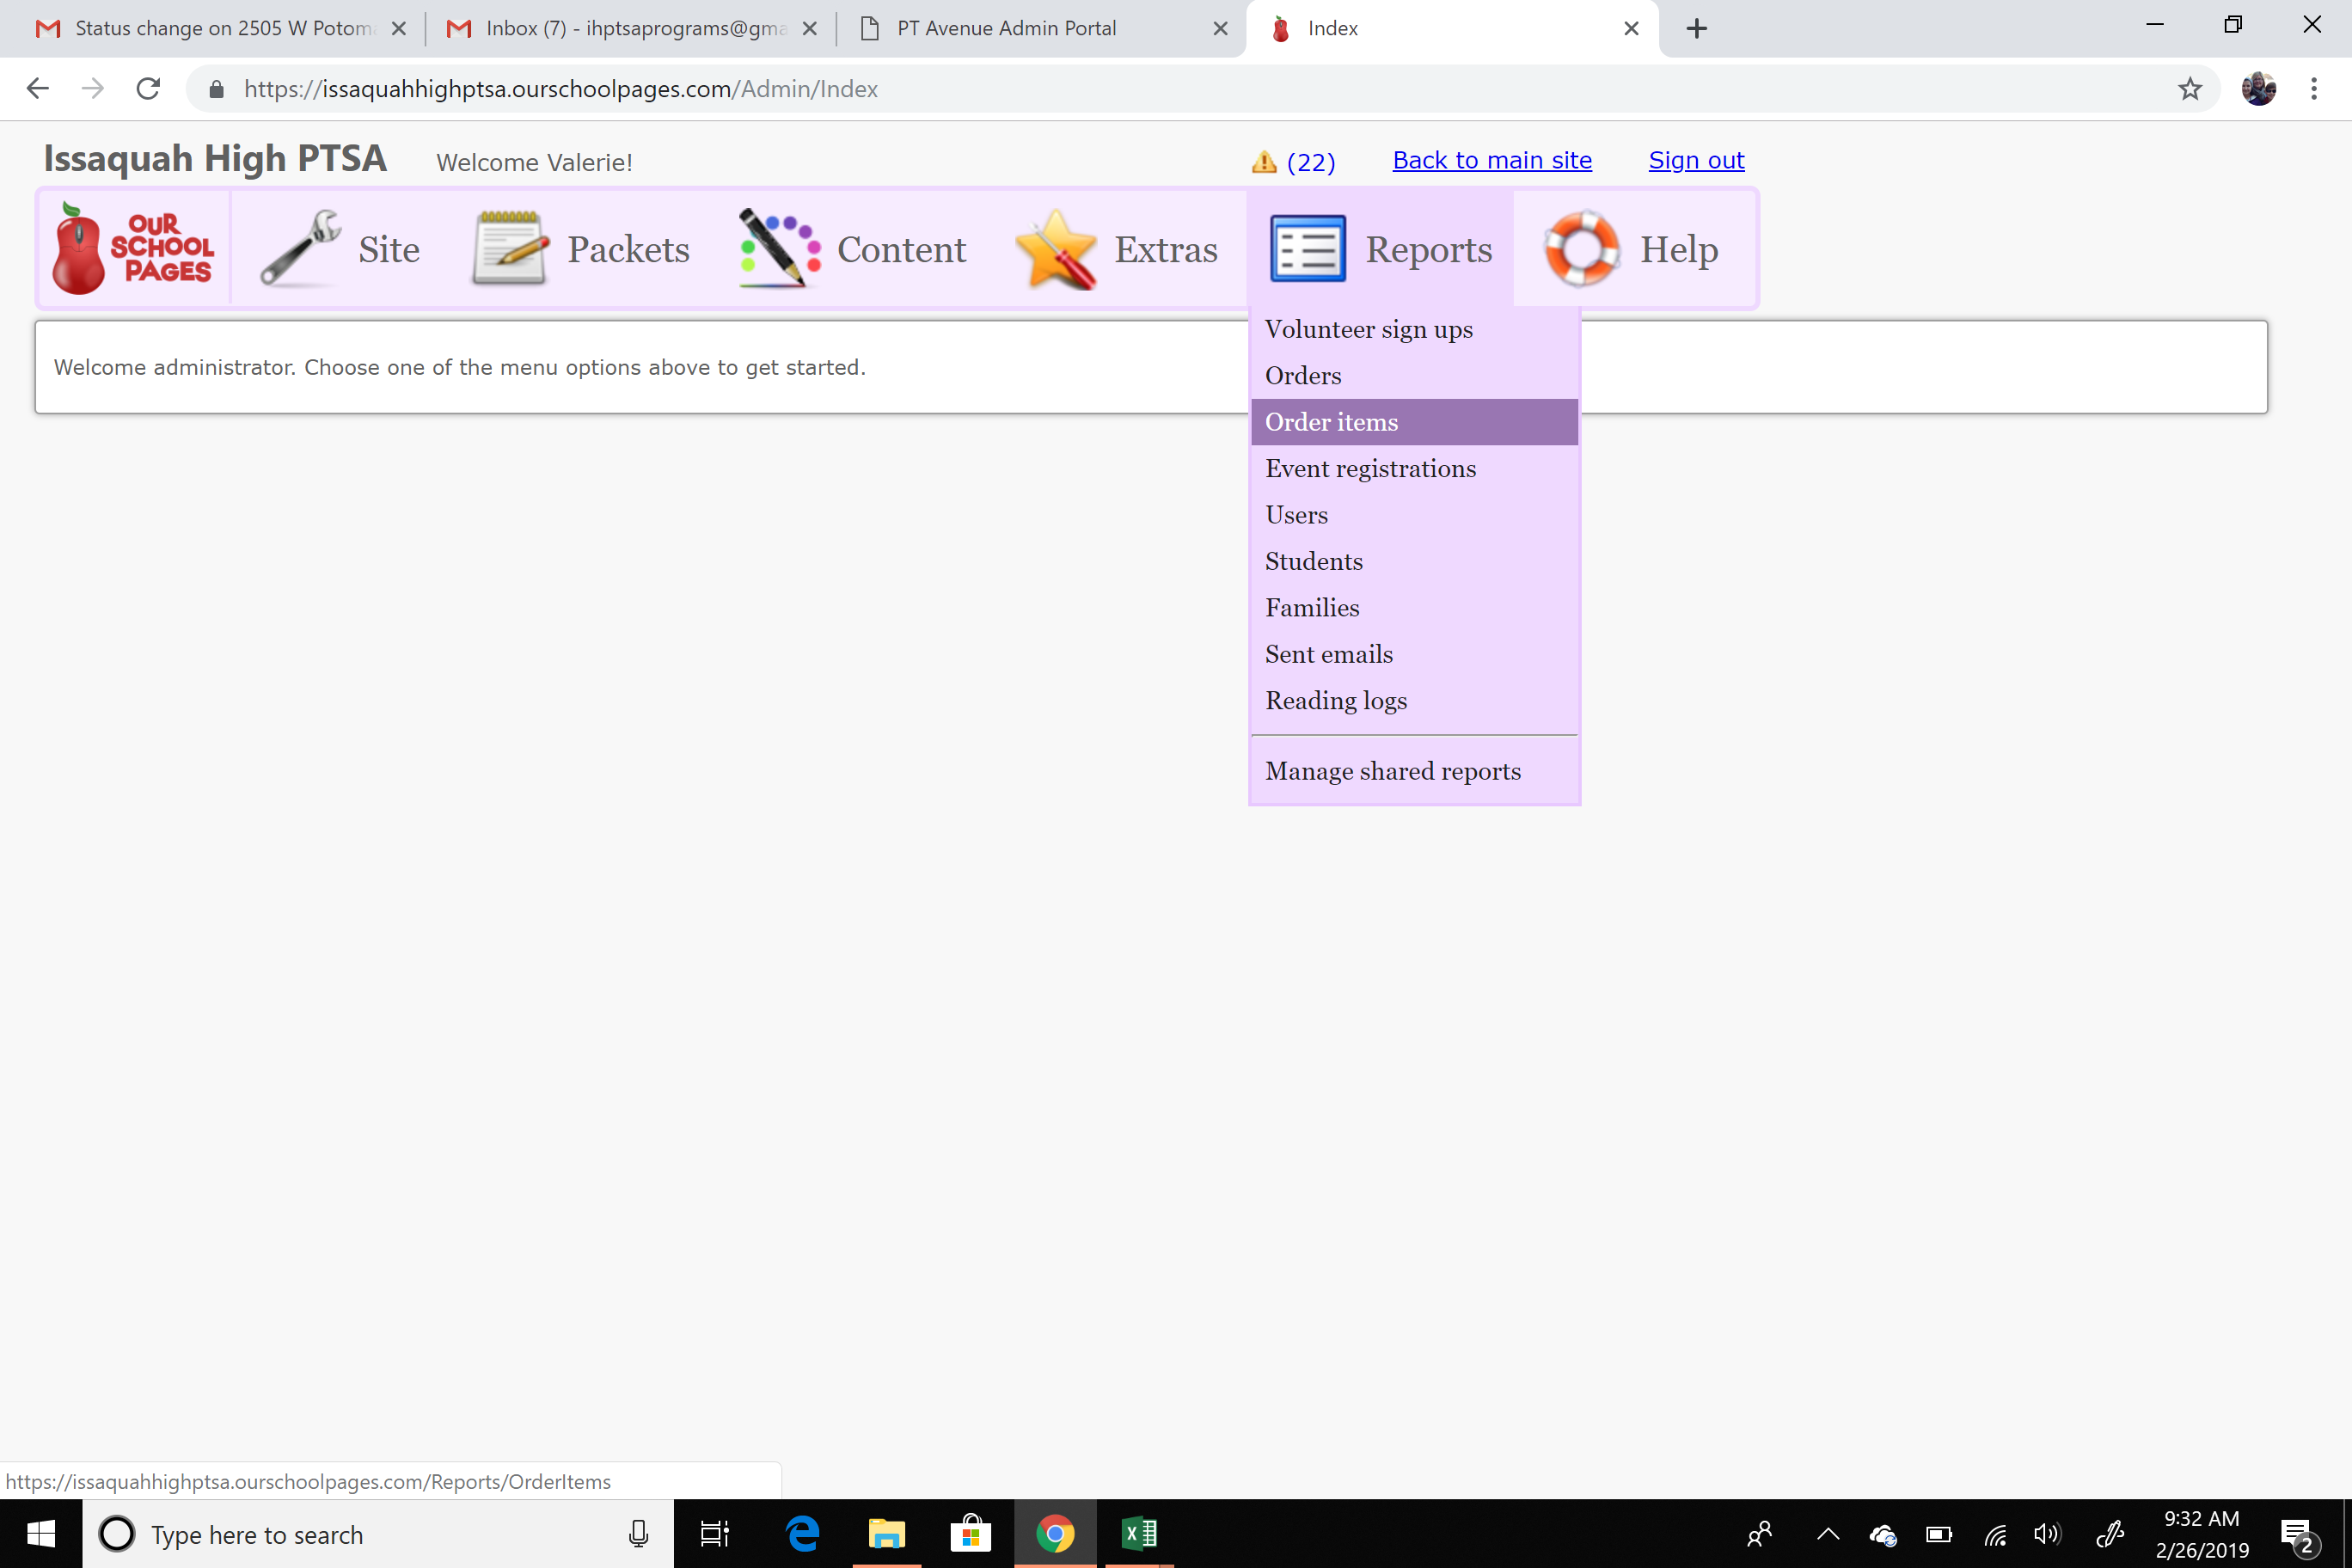 Status change on 2505 W Potom
Inbox (7) - ihptsaprograms@gma
PT Avenue Admin Portal
Index
https://issaquahhighptsa.ourschoolpages.com/Admin/Index
Issaquah High PTSA
Welcome Valerie!
(22)
Back to main site
Sign out
OUR
SCHOOL
PAGES
Site
Packets
Content
Extras
Reports
Help
Welcome administrator. Choose one of the menu options above to get started.
Volunteer sign ups
Orders
Order items
Event registrations
Users
Students
Families
Sent emails
Reading logs
Manage shared reports
https://issaquahhighptsa.ourschoolpages.com/Reports/OrderItems
Type here to search
9:32 AM
2/26/2019
2